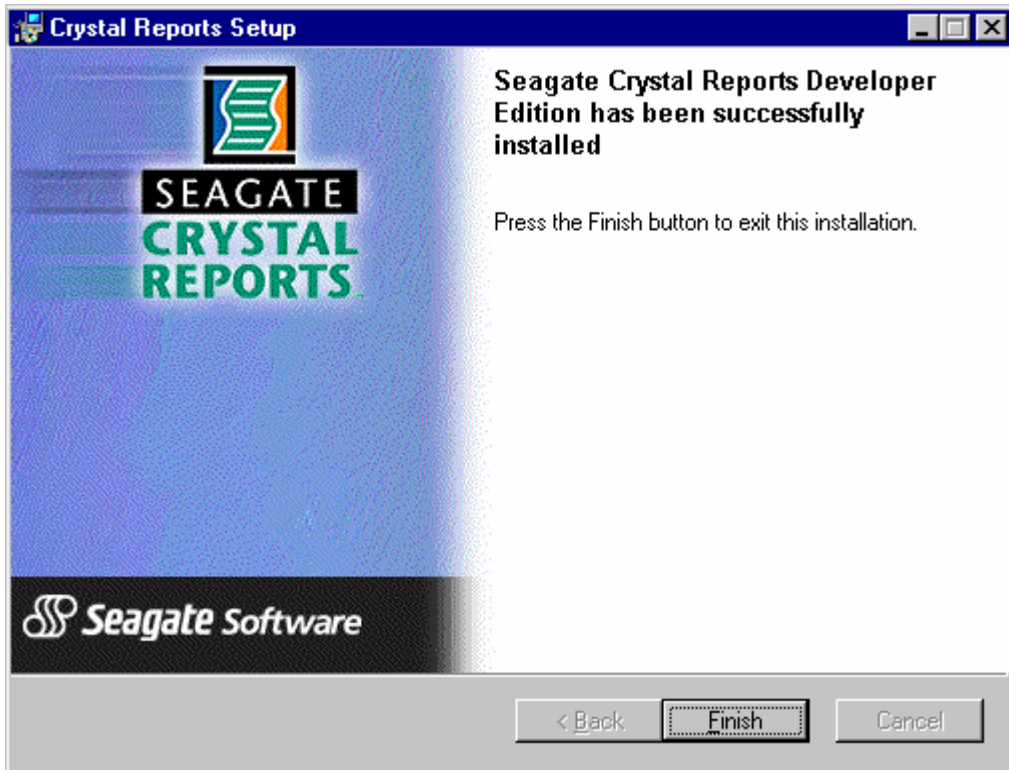 Crystal Reports Setup
SEAGATE
CRYSTAL
REPORTS
Seagate Software
Seagate Crystal Reports Developer
Edition has been successfully
installed
Press the Finish button to exit this installation.
< Back
Finish
Cancel